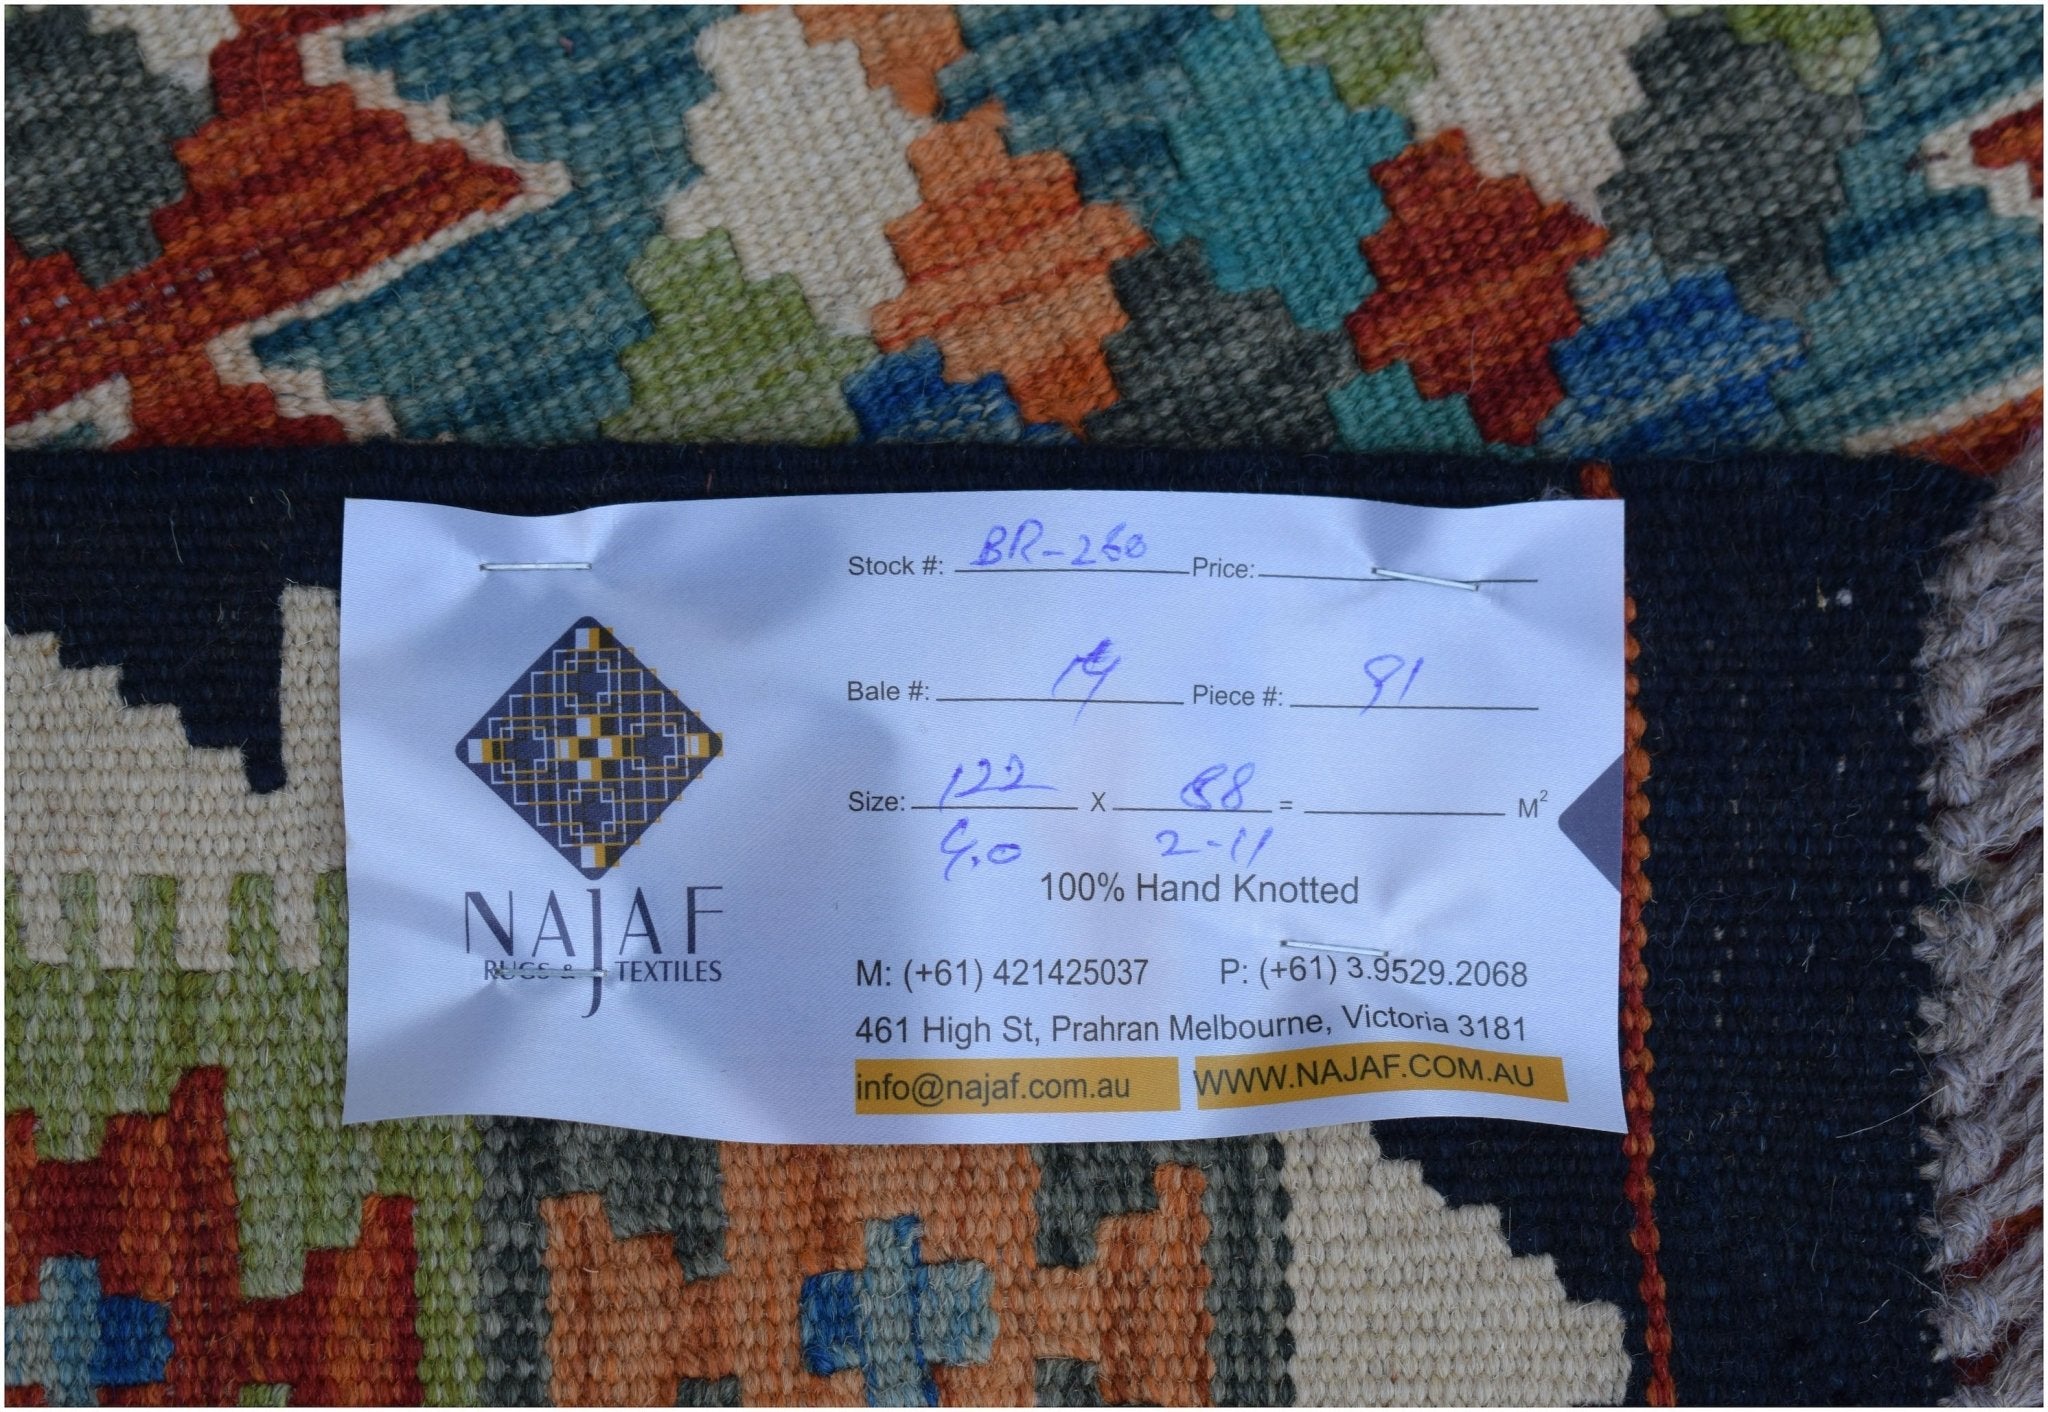 NAJAF
RUGS & TEXTILES
Stock #: BR-260 Price:
Bale #: 14 Piece #: 91
Size: 122 X 88 = M²
4.0 2-11
100% Hand Knotted
M: (+61) 421425037 P: (+61) 3.9529.2068
461 High St, Prahran Melbourne, Victoria 3181
info@najaf.com.au WWW.NAJAF.COM.AU